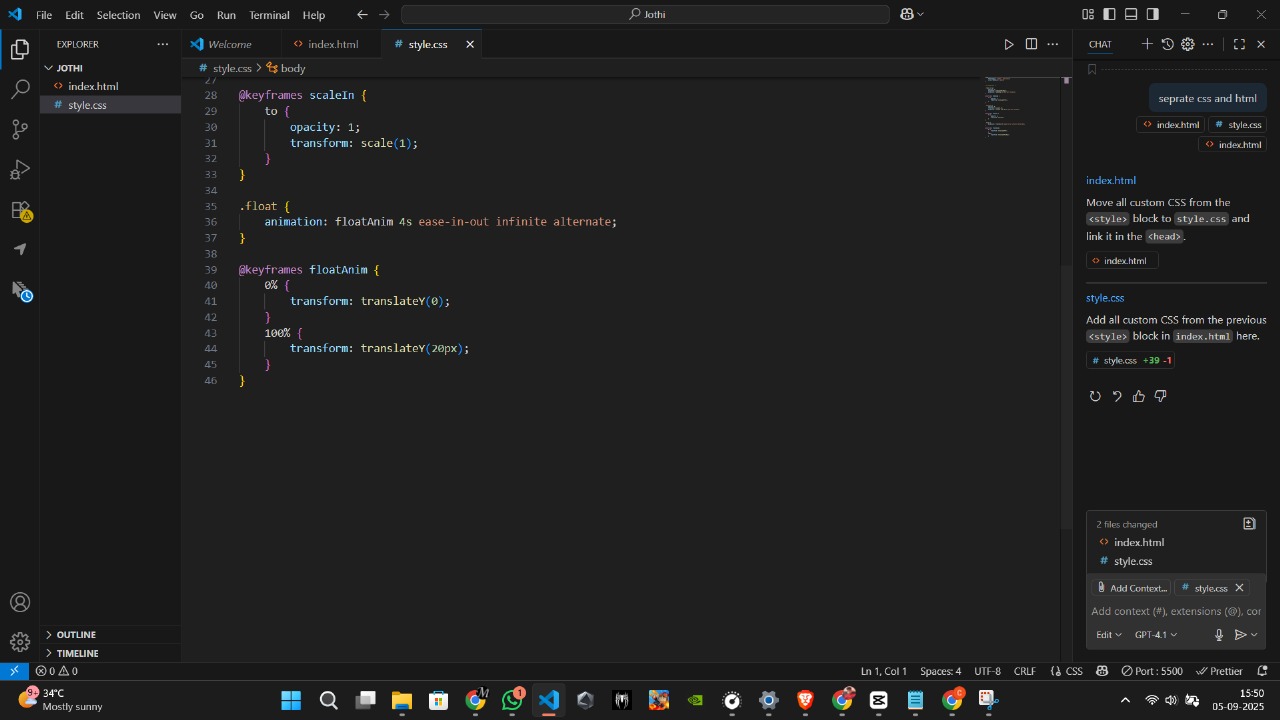 File Edit Selection View Go Run Terminal Help
Jothi
EXPLORER
Welcome
index.html
style.css
CHAT
JOTHI
index.html
style.css
style.css > body
27
28 @keyframes scaleIn {
29 to {
30 opacity: 1;
31 transform: scale(1);
32 }
33 }
34
35 .float {
36 animation: floatAnim 4s ease-in-out infinite alternate;
37 }
38
39 @keyframes floatAnim {
40 0% {
41 transform: translateY(0);
42 }
43 100% {
44 transform: translateY(20px);
45 }
46 }
seprate css and html
index.html
style.css
index.html
index.html
Move all custom CSS from the
<style> block to style.css and
link it in the <head>.
index.html
style.css
Add all custom CSS from the previous
<style> block in index.html here.
style.css +39 -1
2 files changed
index.html
style.css
Add Context...
style.css
Add context (#), extensions (@), cor
Edit
GPT-4.1
OUTLINE
TIMELINE
0 0
Ln 1, Col 1
Spaces: 4
UTF-8
CRLF
CSS
Port : 5500
Prettier
9+
34°C
Mostly sunny
1
M
C
15:50
05-09-2025